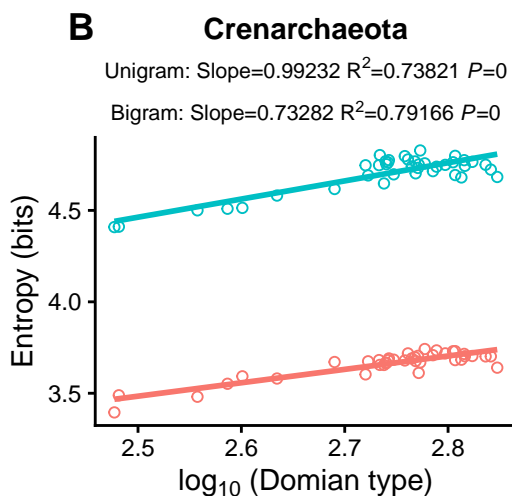 B Crenarchaeota
Unigram: Slope=0.99232 R²=0.73821 P=0
Bigram: Slope=0.73282 R²=0.79166 P=0
Entropy (bits)
4.5
4.0
3.5
2.5 2.6 2.7 2.8
log₁₀ (Domian type)